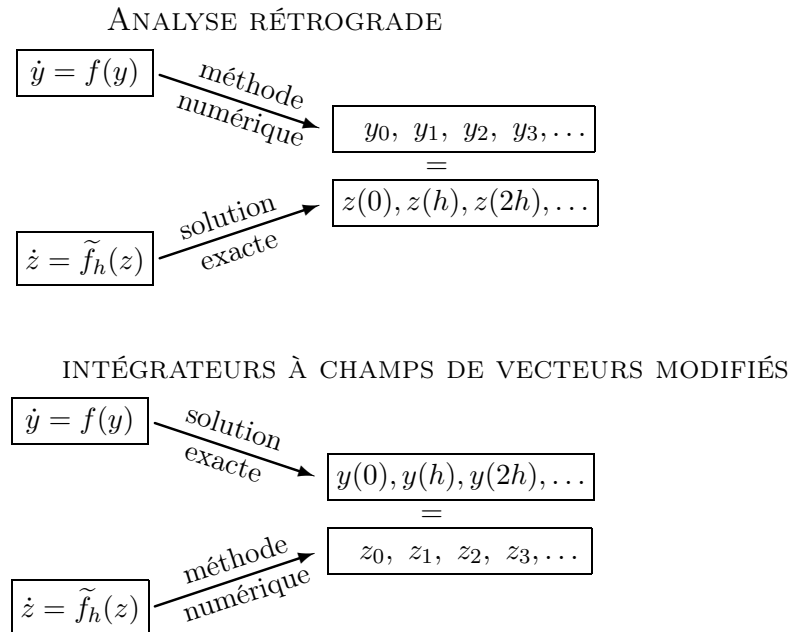 ANALYSE RÉTROGRADE
ẏ = f(y)
méthode
numérique
y₀, y₁, y₂, y₃, …
=
z(0), z(h), z(2h), …
solution
exacte
ż = f̃ₕ(z)
INTÉGRATEURS À CHAMPS DE VECTEURS MODIFIÉS
ẏ = f(y)
solution
exacte
y(0), y(h), y(2h), …
=
z₀, z₁, z₂, z₃, …
méthode
numérique
ż = f̃ₕ(z)